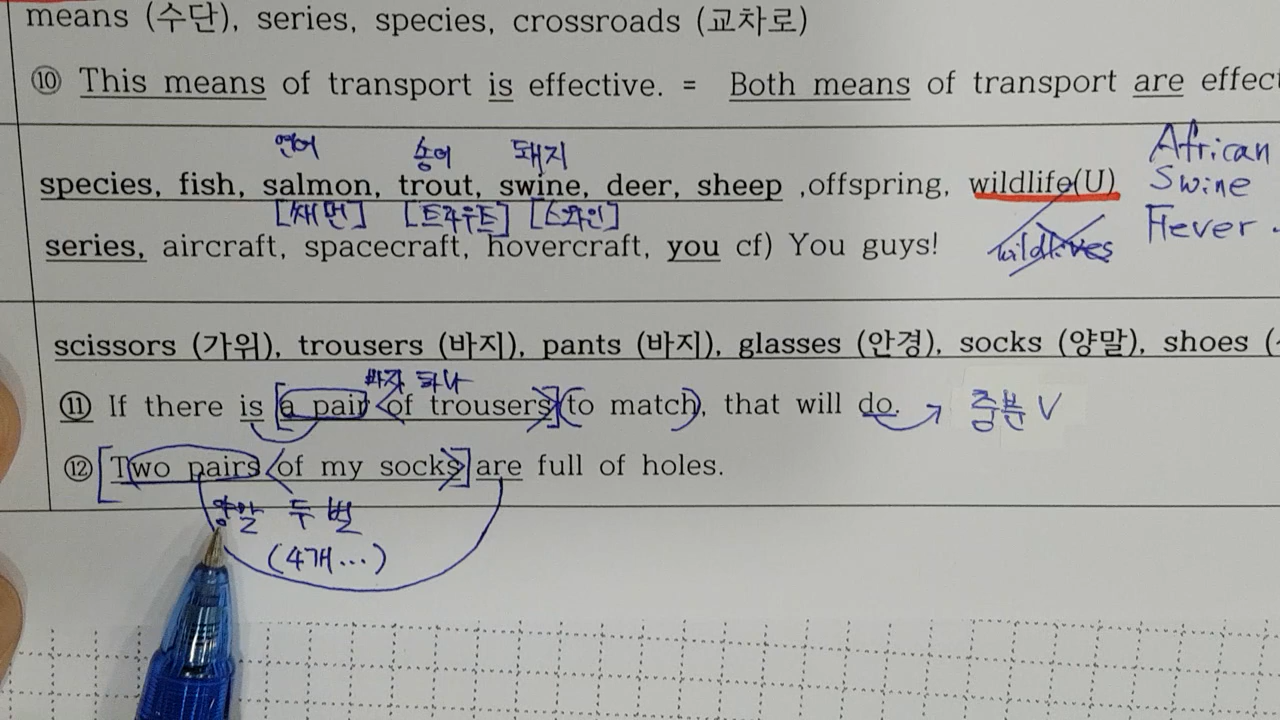 means (수단), series, species, crossroads (교차로)
⑩ This means of transport is effective. = Both means of transport are effect
연어 송어 돼지
species, fish, salmon, trout, swine, deer, sheep ,offspring, wildlife(U)
[쌔먼] [트라우트] [스와인]
African
Swine
Fever
series, aircraft, spacecraft, hovercraft, you cf) You guys!
wildlives
scissors (가위), trousers (바지), pants (바지), glasses (안경), socks (양말), shoes (
바지 하나
⑪ If there is [a pair <of trousers>] (to match), that will do. → 충분 V
⑫ [Two pairs <of my socks>] are full of holes.
양말 두 벌
(4개...)